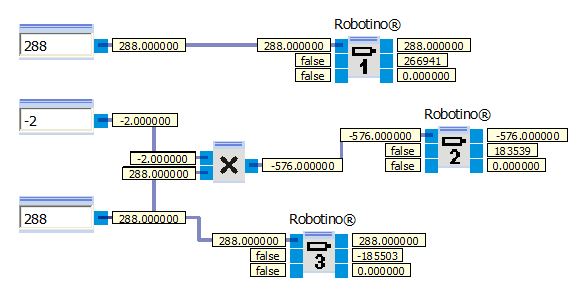 Robotino®
288
288.000000
288.000000
288.000000
false
266941
false
0.000000
1
-2
-2.000000
Robotino®
-576.000000
-576.000000
false
183539
false
0.000000
2
-2.000000
288.000000
-576.000000
288
288.000000
Robotino®
288.000000
288.000000
false
-185503
false
0.000000
3